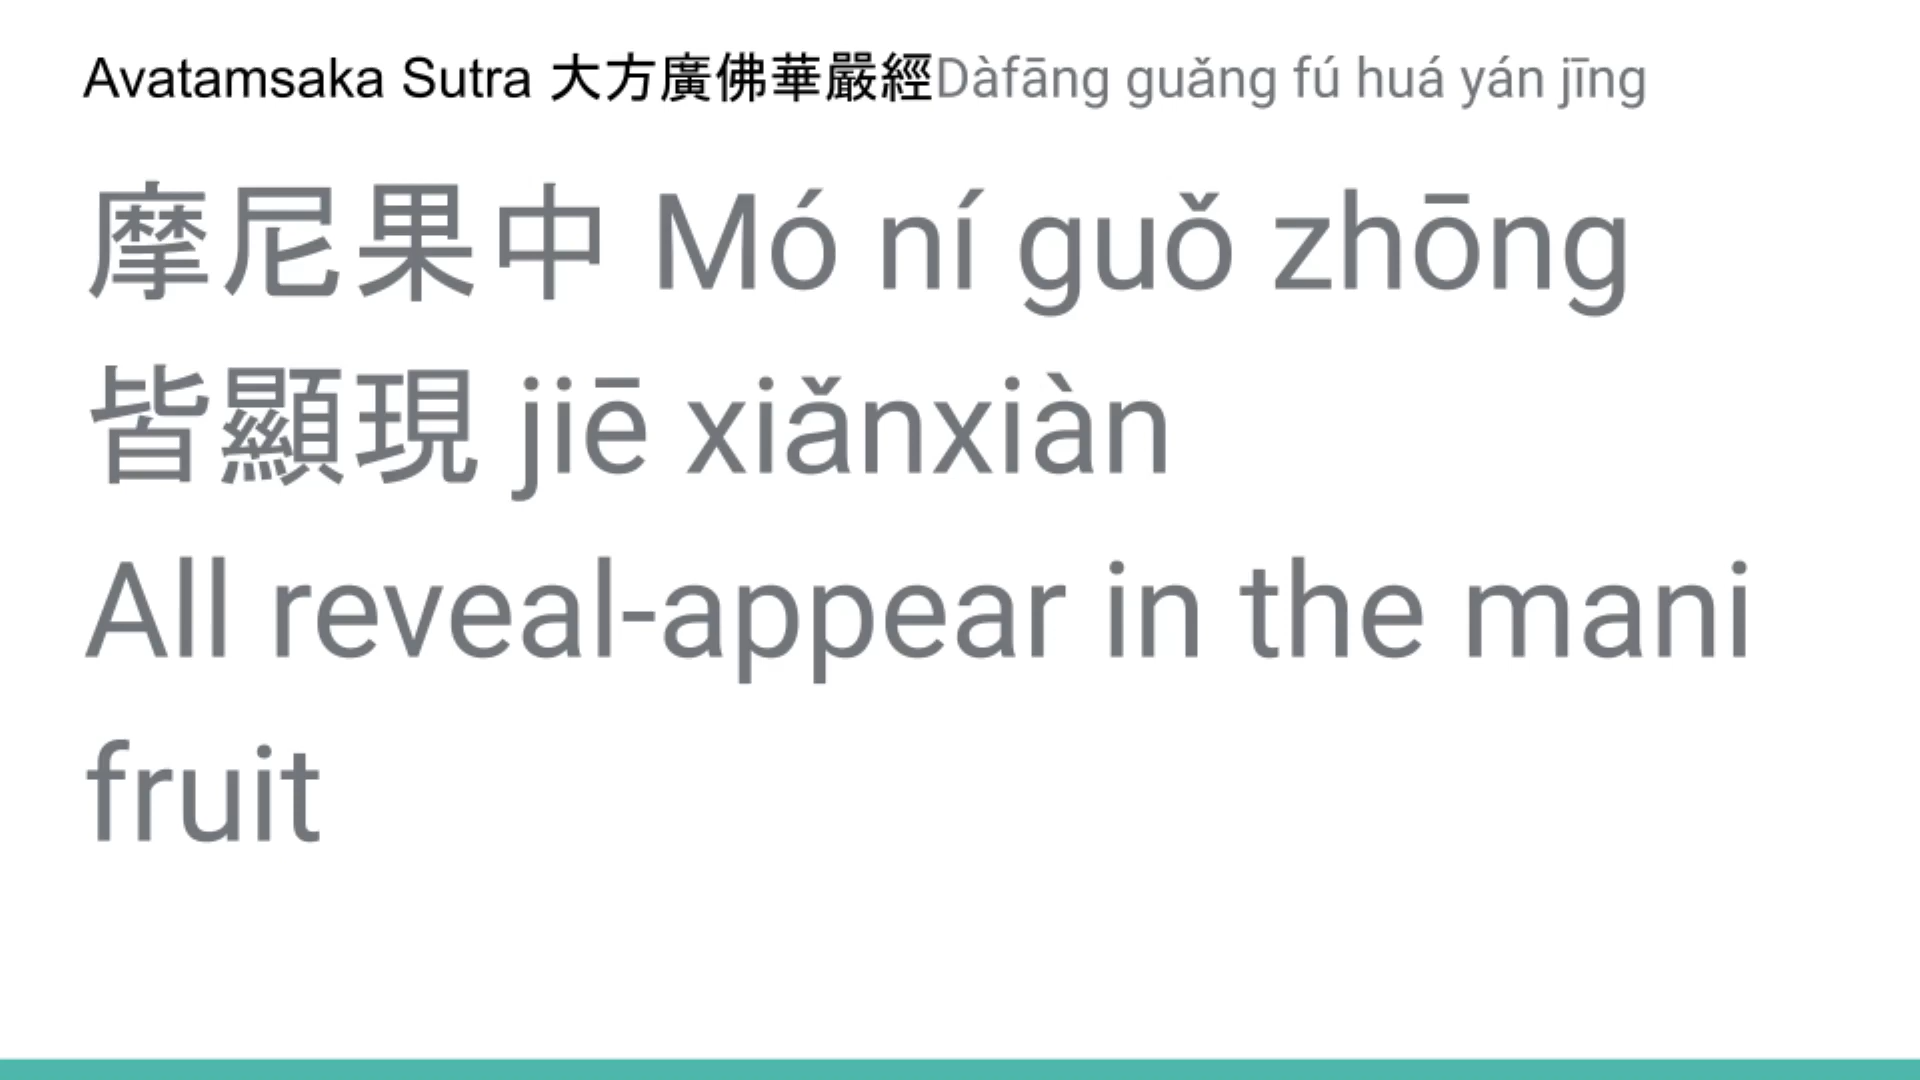 Avatamsaka Sutra 大方廣佛華嚴經Dàfāng guǎng fú huá yán jīng
摩尼果中 Mó ní guǒ zhōng
皆顯現 jiē xiǎnxiàn
All reveal-appear in the mani
fruit